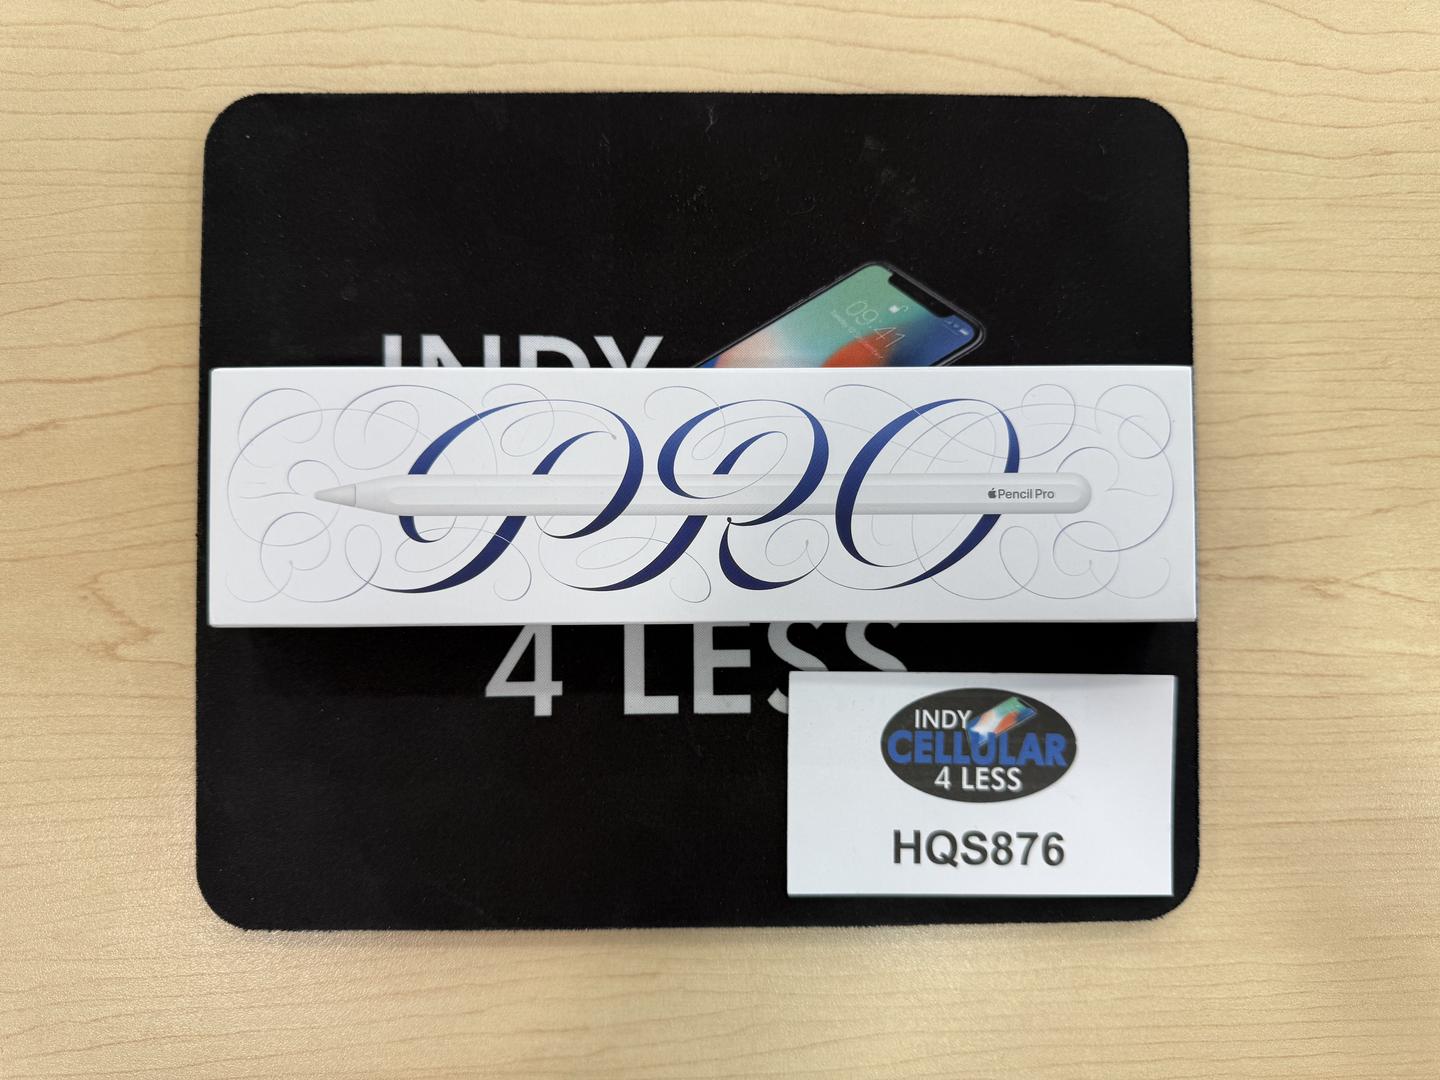 INDY
09:41
PRO
Pencil Pro
4 LESS
INDY
CELLULAR
4 LESS
HQS876